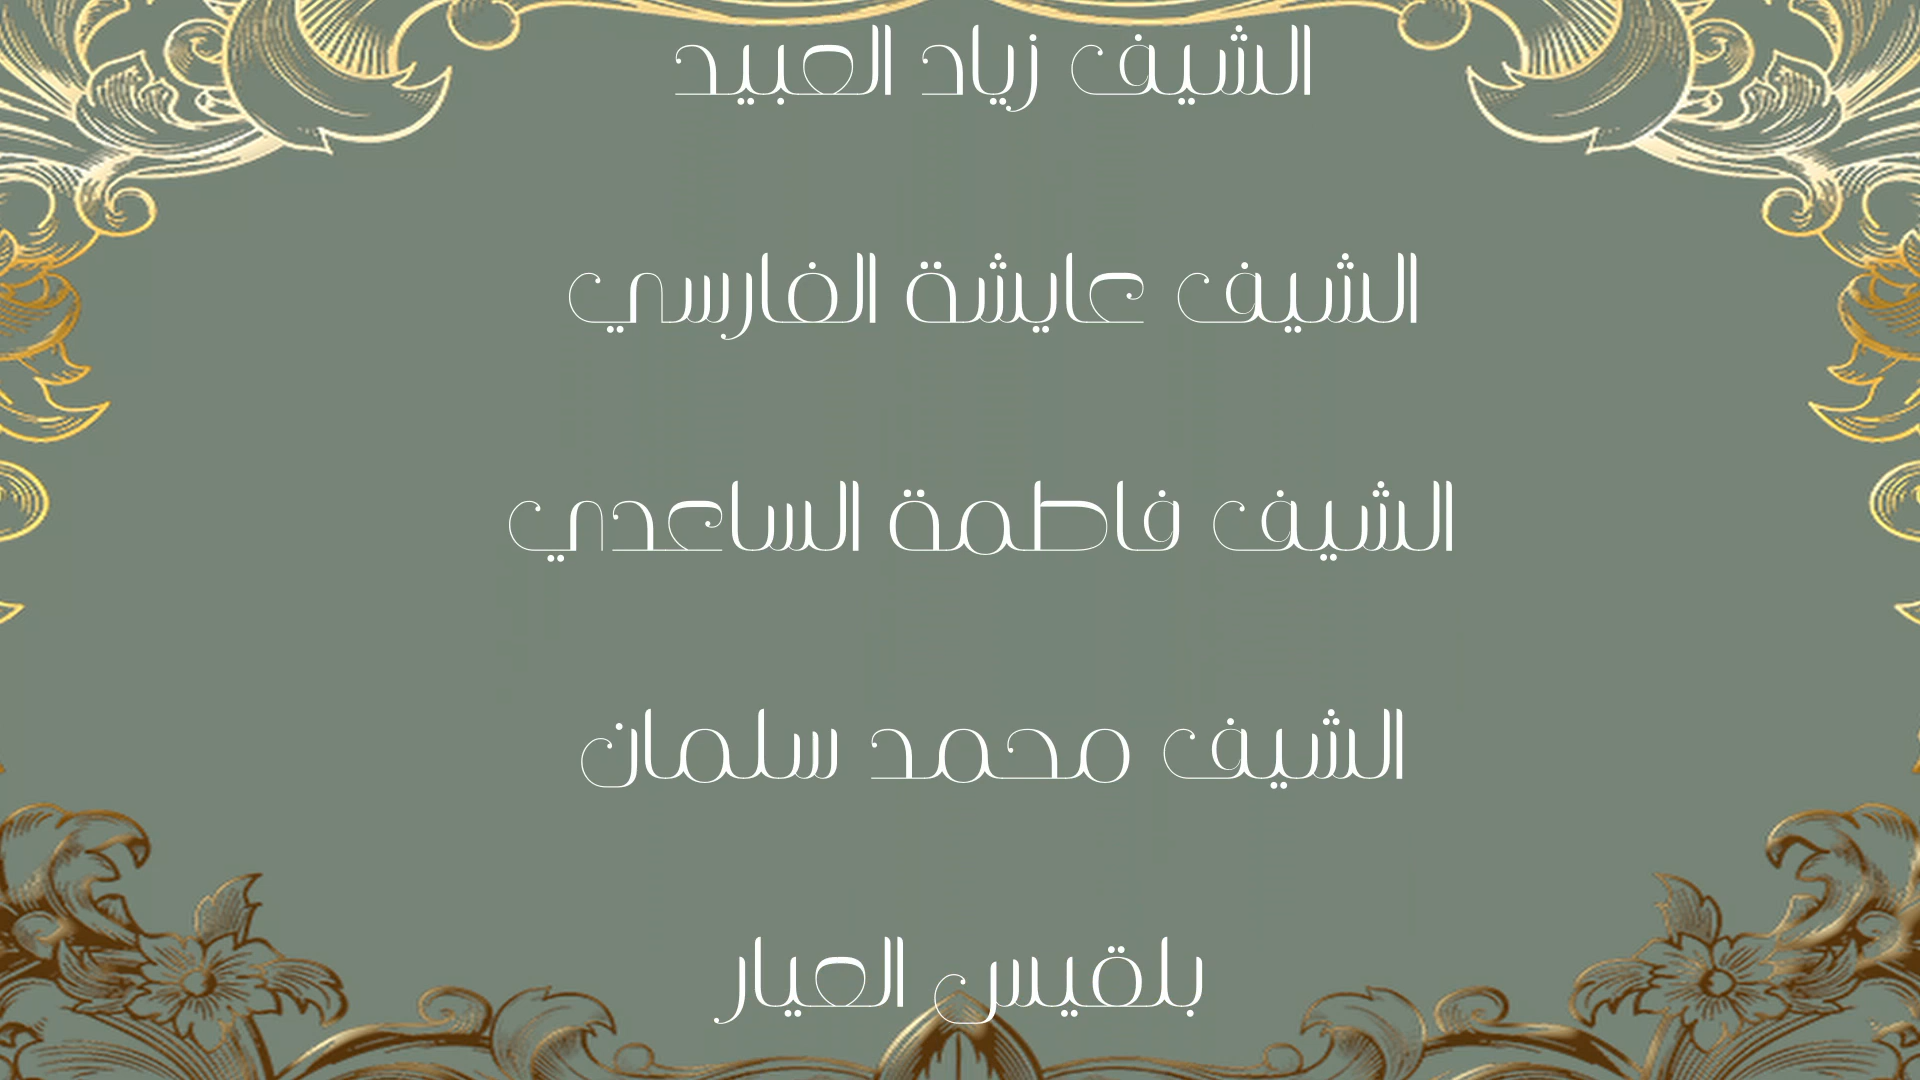 الشيف زياد العبيد
الشيف عايشة الفارسي
الشيف فاطمة الساعدي
الشيف محمد سلمان
بلقيس العيار